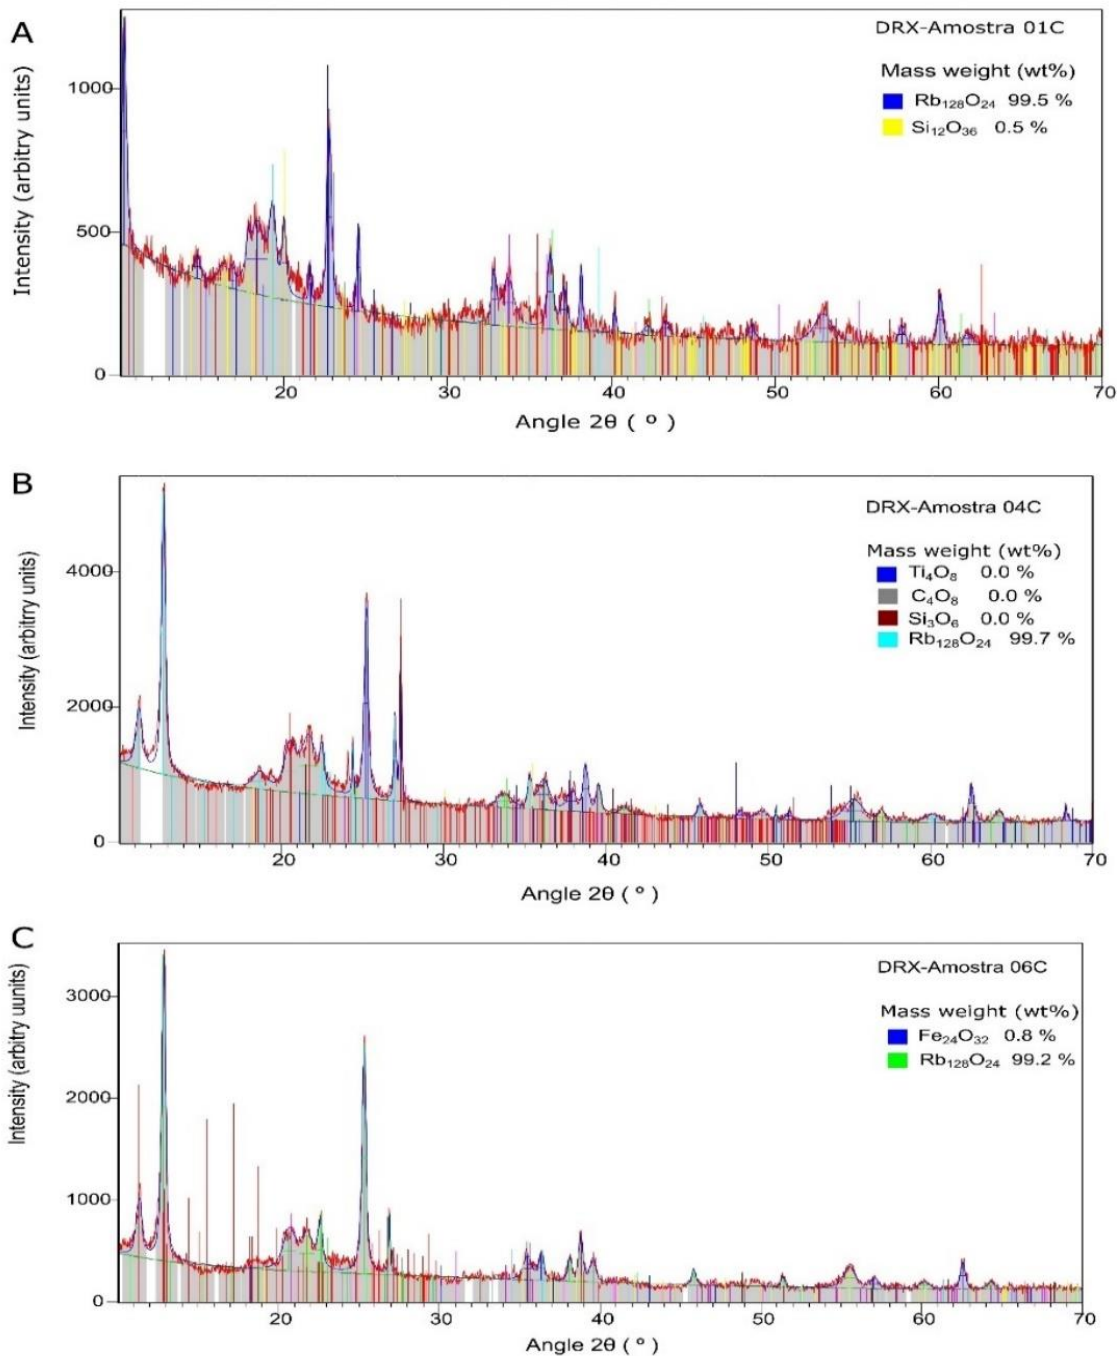 A
DRX-Amostra 01C
Mass weight (wt%)
Rb₁₂₈O₂₄ 99.5 %
Si₁₂O₃₆ 0.5 %
Intensity (arbitry units)
1000
500
0
20 30 40 50 60 70
Angle 2θ ( º )
B
DRX-Amostra 04C
Mass weight (wt%)
Ti₄O₈ 0.0 %
C₄O₈ 0.0 %
Si₃O₆ 0.0 %
Rb₁₂₈O₂₄ 99.7 %
Intensity (arbitrry units)
4000
2000
0
20 30 40 50 60 70
Angle 2θ ( º )
C
DRX-Amostra 06C
Mass weight (wt%)
Fe₂₄O₃₂ 0.8 %
Rb₁₂₈O₂₄ 99.2 %
Intensity (arbitry uunits)
3000
2000
1000
0
20 30 40 50 60 70
Angle 2θ ( º )